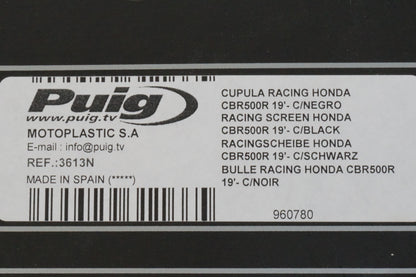 Puig
www.puig.tv
MOTOPLASTIC S.A
E-mail : info@puig.tv
REF.:3613N
MADE IN SPAIN (*****)
CUPULA RACING HONDA
CBR500R 19'- C/NEGRO
RACING SCREEN HONDA
CBR500R 19'- C/BLACK
RACINGSCHEIBE HONDA
CBR500R 19'- C/SCHWARZ
BULLE RACING HONDA CBR500R
19'- C/NOIR
960780